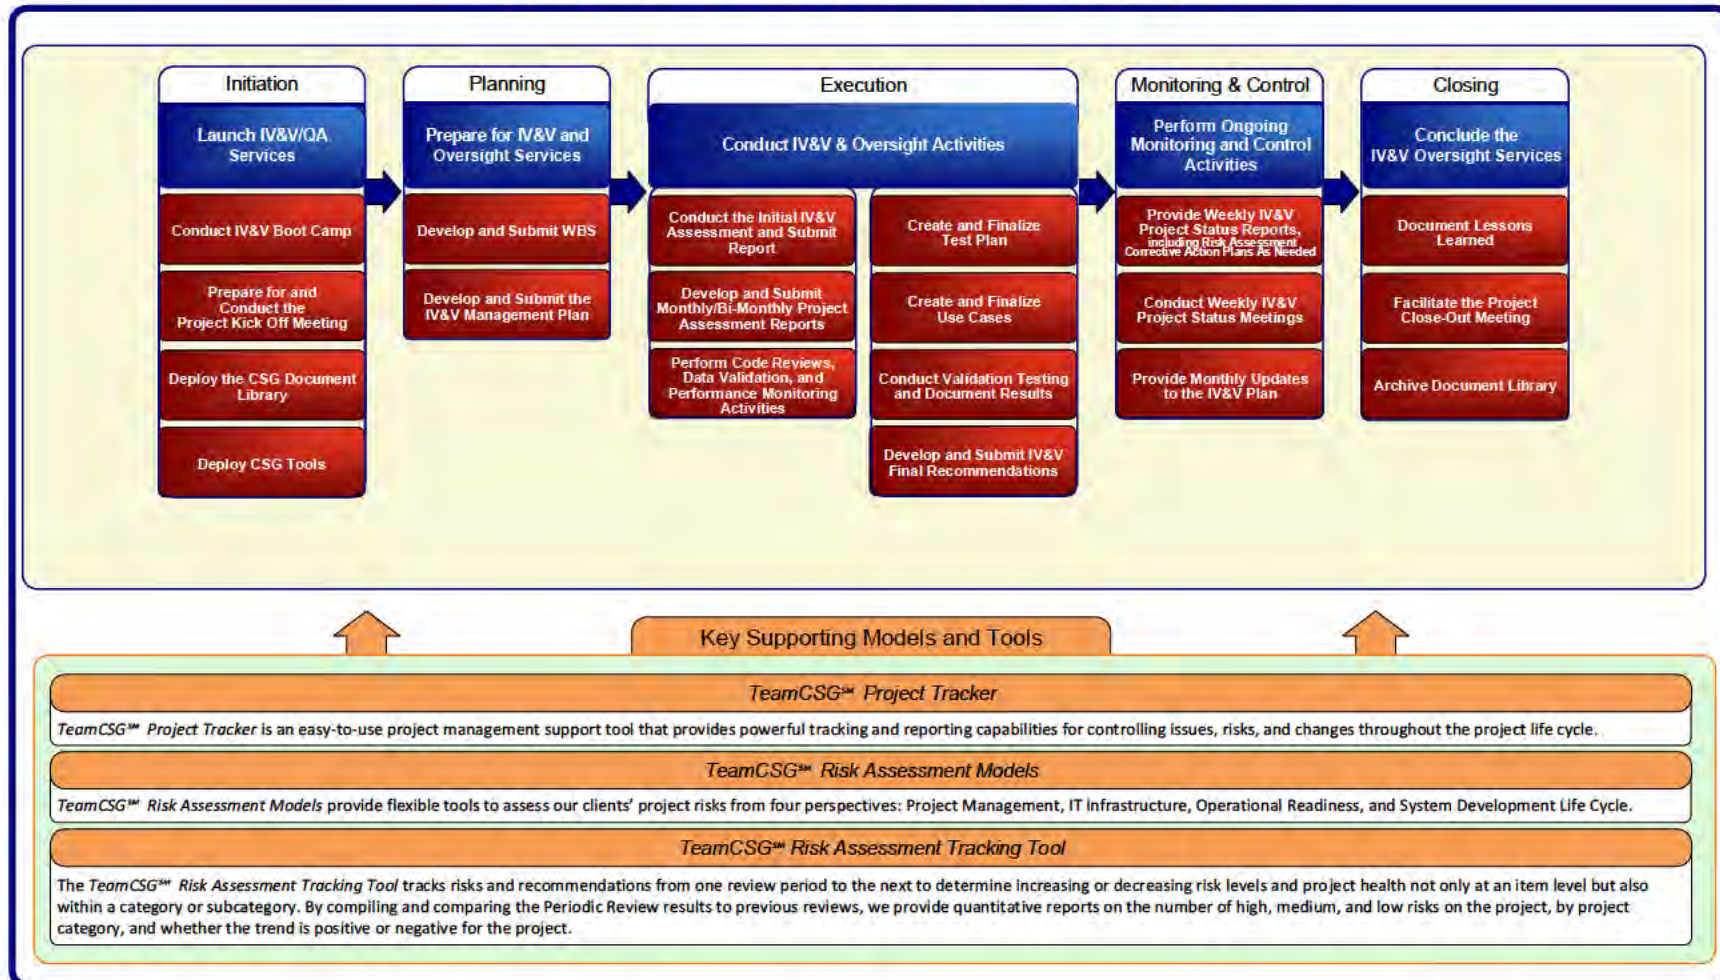 Initiation
Launch IV&V/QA
Services
Conduct IV&V Boot Camp
Prepare for and
Conduct the
Project Kick Off Meeting
Deploy the CSG Document
Library
Deploy CSG Tools
Planning
Prepare for IV&V and
Oversight Services
Develop and Submit WBS
Develop and Submit the
IV&V Management Plan
Execution
Conduct IV&V & Oversight Activities
Conduct the Initial IV&V
Assessment and Submit
Report
Develop and Submit
Monthly/Bi-Monthly Project
Assessment Reports
Perform Code Reviews,
Data Validation, and
Performance Monitoring
Activities
Create and Finalize
Test Plan
Create and Finalize
Use Cases
Conduct Validation Testing
and Document Results
Develop and Submit IV&V
Final Recommendations
Monitoring & Control
Perform Ongoing
Monitoring and Control
Activities
Provide Weekly IV&V
Project Status Reports,
including Risk Assessment
Corrective Action Plans As Needed
Conduct Weekly IV&V
Project Status Meetings
Provide Monthly Updates
to the IV&V Plan
Closing
Conclude the
IV&V Oversight Services
Document Lessons
Learned
Facilitate the Project
Close-Out Meeting
Archive Document Library
Key Supporting Models and Tools
TeamCSG℠ Project Tracker
TeamCSG℠ Project Tracker is an easy-to-use project management support tool that provides powerful tracking and reporting capabilities for controlling issues, risks, and changes throughout the project life cycle.
TeamCSG℠ Risk Assessment Models
TeamCSG℠ Risk Assessment Models provide flexible tools to assess our clients' project risks from four perspectives: Project Management, IT Infrastructure, Operational Readiness, and System Development Life Cycle.
TeamCSG℠ Risk Assessment Tracking Tool
The TeamCSG℠ Risk Assessment Tracking Tool tracks risks and recommendations from one review period to the next to determine increasing or decreasing risk levels and project health not only at an item level but also
within a category or subcategory. By compiling and comparing the Periodic Review results to previous reviews, we provide quantitative reports on the number of high, medium, and low risks on the project, by project
category, and whether the trend is positive or negative for the project.